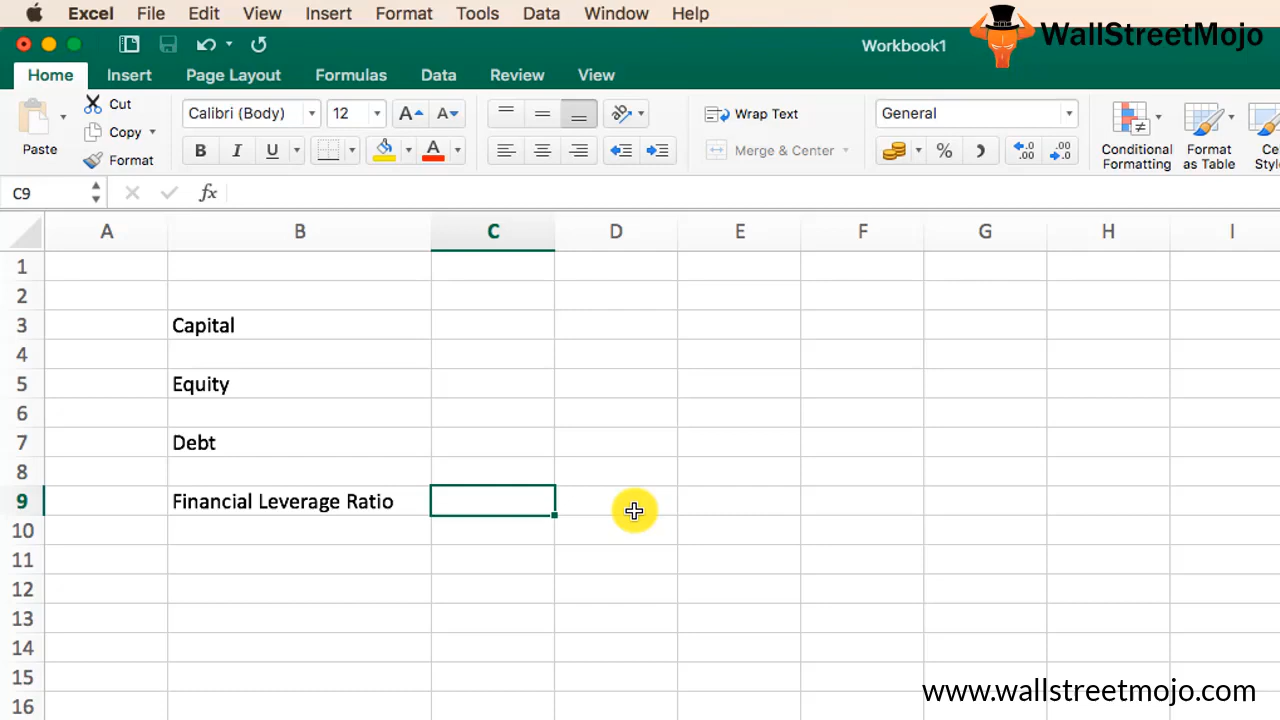 Excel File Edit View Insert Format Tools Data Window Help
WallStreetMojo
Workbook1
Home Insert Page Layout Formulas Data Review View
Cut
Calibri (Body) 12 A A
Wrap Text
General
Copy
Paste
Format
B I U A
Merge & Center
% .00 .00
Conditional Formatting
Format as Table
C9 fx
A B C D E F G H I
1
2
3 Capital
4
5 Equity
6
7 Debt
8
9 Financial Leverage Ratio
10
11
12
13
14
15
16
www.wallstreetmojo.com